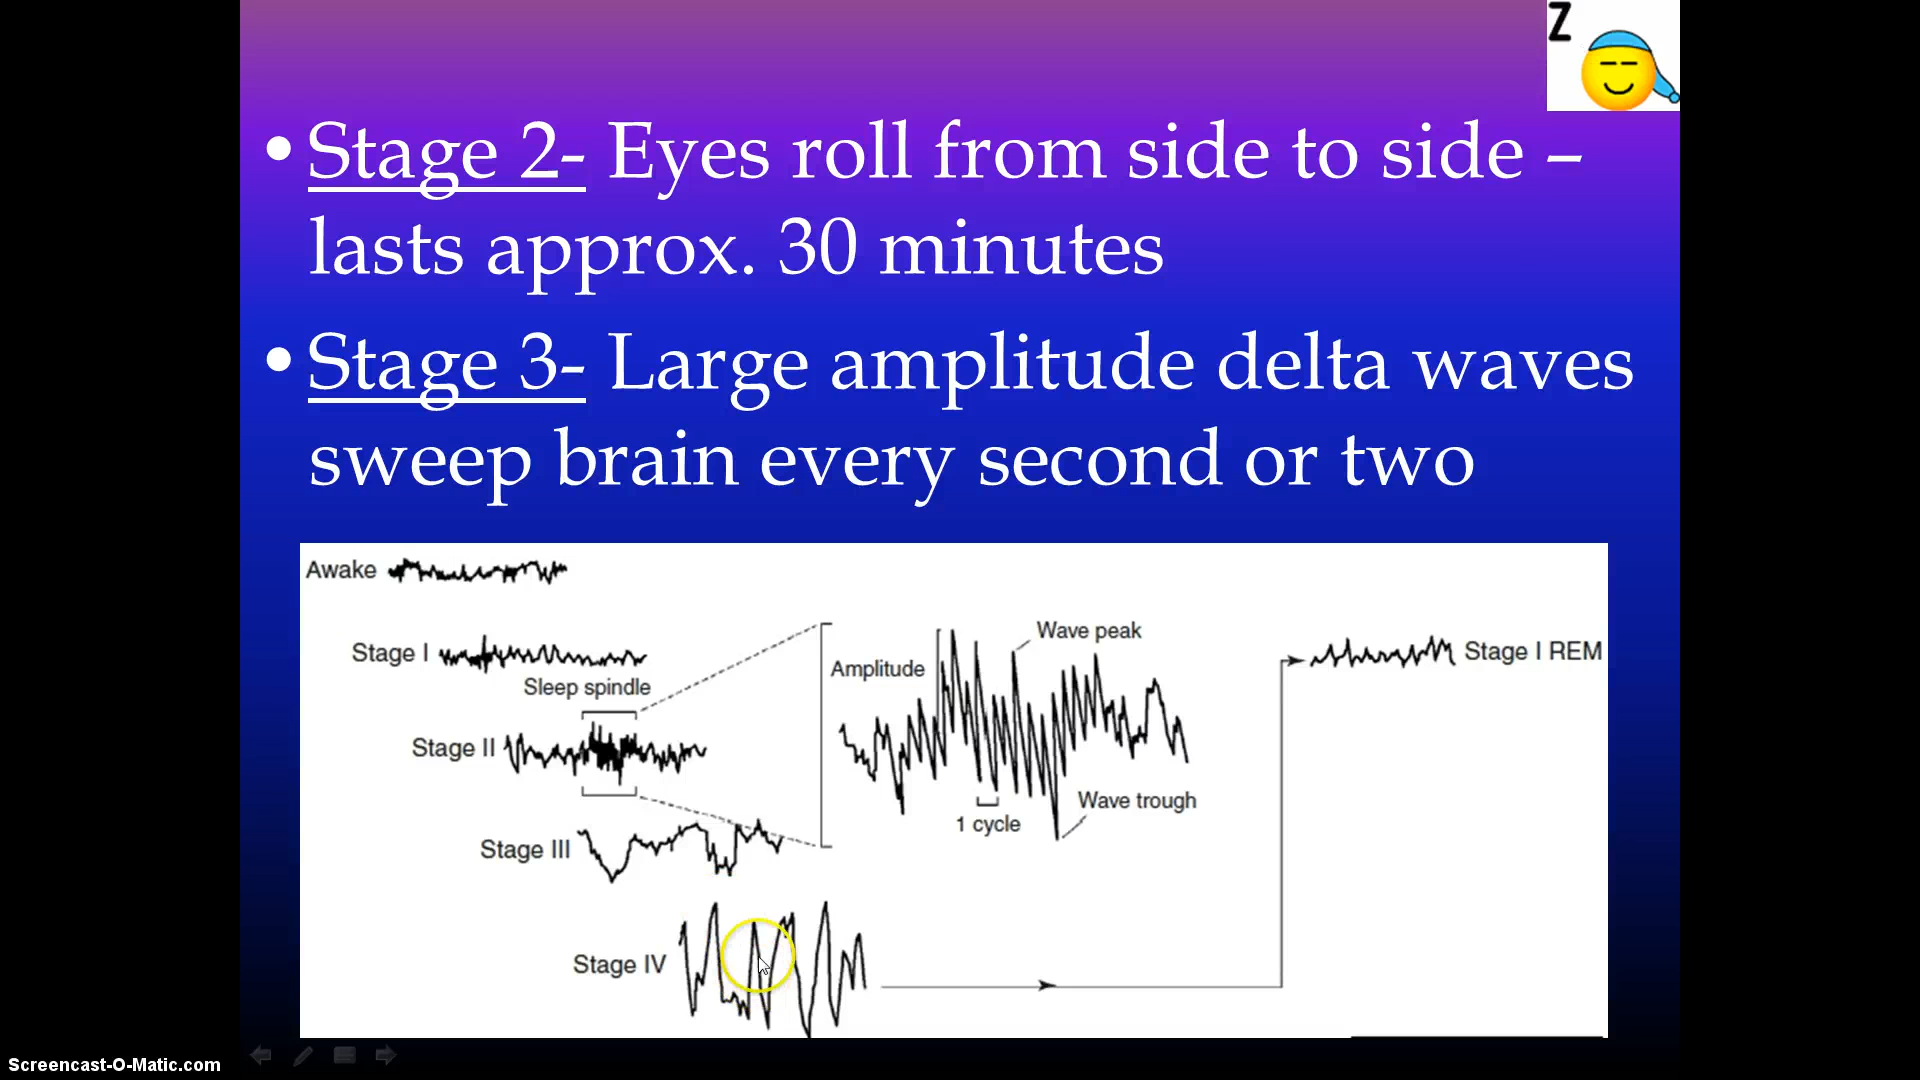 Z
• Stage 2- Eyes roll from side to side –
lasts approx. 30 minutes
• Stage 3- Large amplitude delta waves
sweep brain every second or two
Awake
Stage I
Sleep spindle
Stage II
Stage III
Stage IV
Amplitude
Wave peak
1 cycle
Wave trough
Stage I REM
Screencast-O-Matic.com